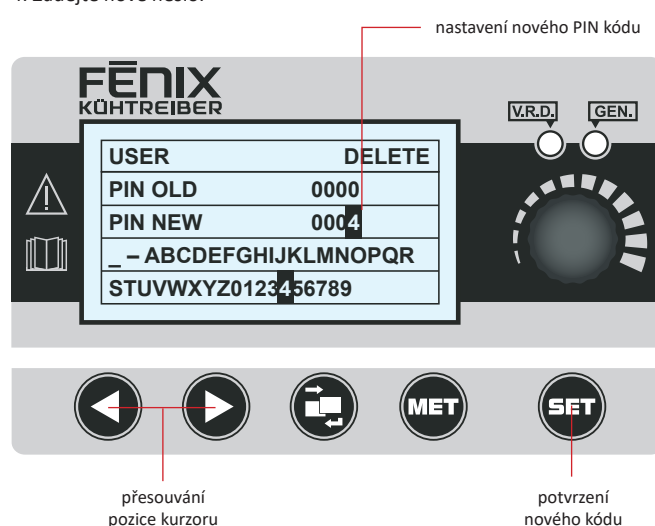 nastavení nového PIN kódu
FĒNIX
KÜHTREIBER
V.R.D.
GEN.
USER DELETE
PIN OLD 0000
PIN NEW 0004
_ – ABCDEFGHIJKLMNOPQR
STUVWXYZ0123456789
MET
SET
přesouvání
pozice kurzoru
potvrzení
nového kódu